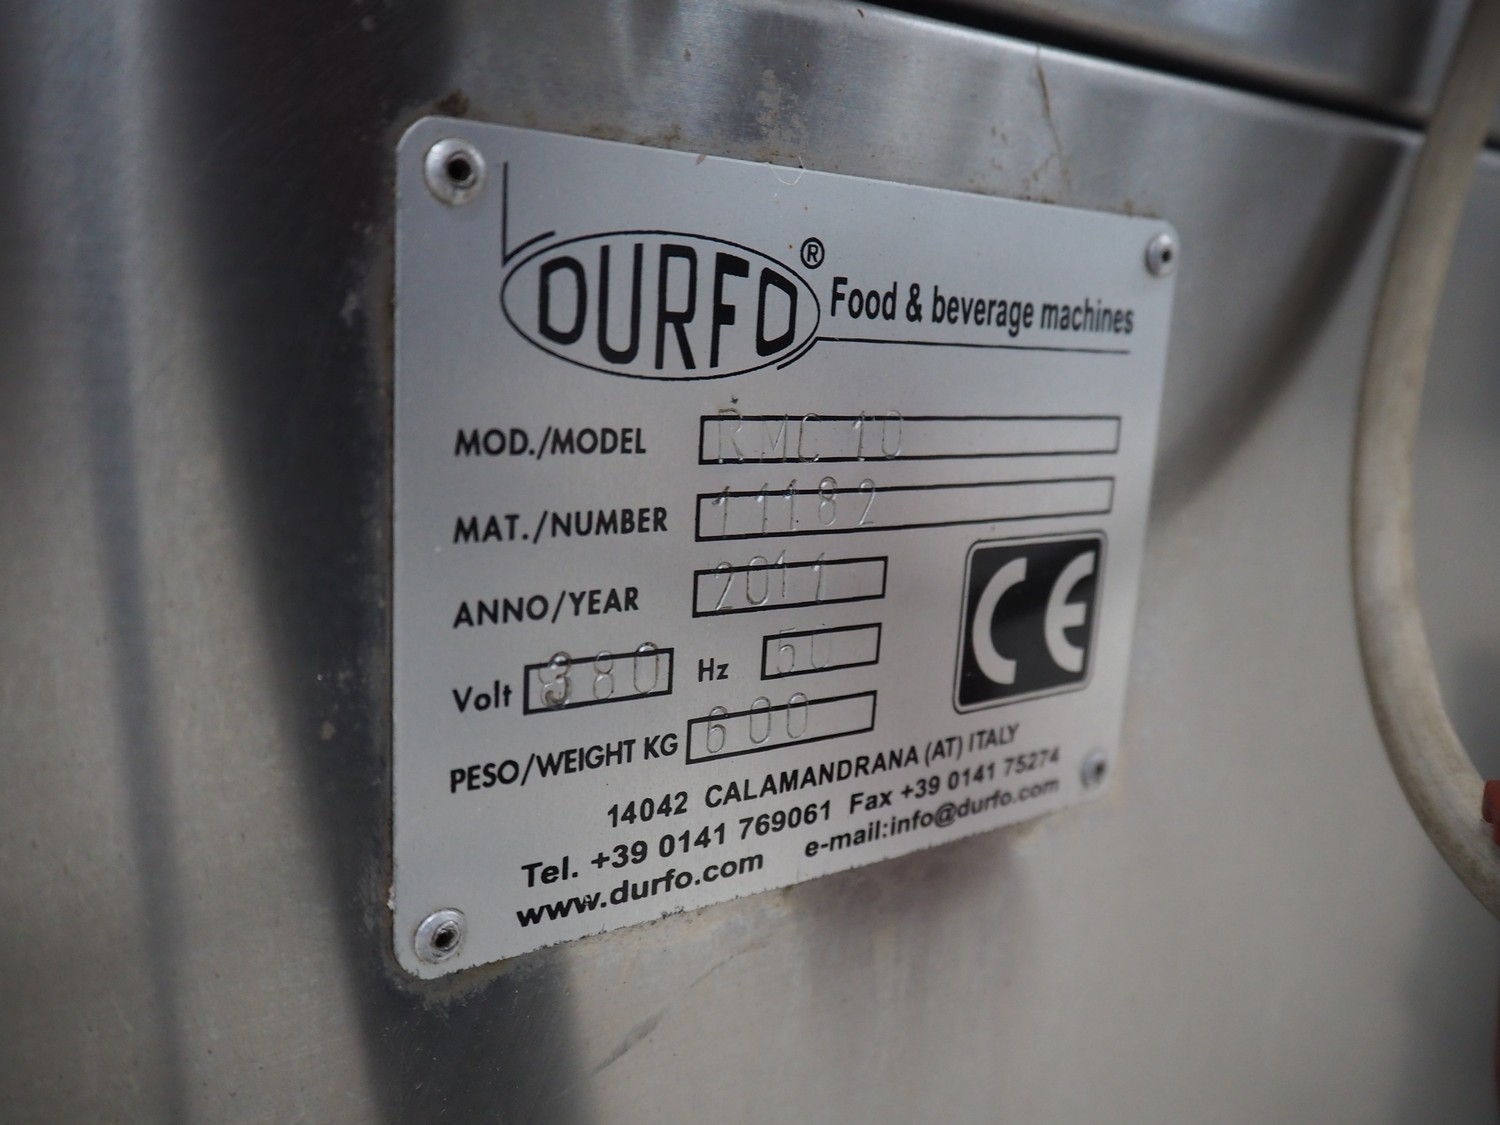 DURFO® Food & beverage machines
MOD./MODEL RMC 10
MAT./NUMBER 11182
ANNO/YEAR 2011
Volt 380 Hz 50
PESO/WEIGHT KG 600
CE
14042 CALAMANDRANA (AT) ITALY
Tel. +39 0141 769061 Fax +39 0141 75274
www.durfo.com e-mail:info@durfo.com